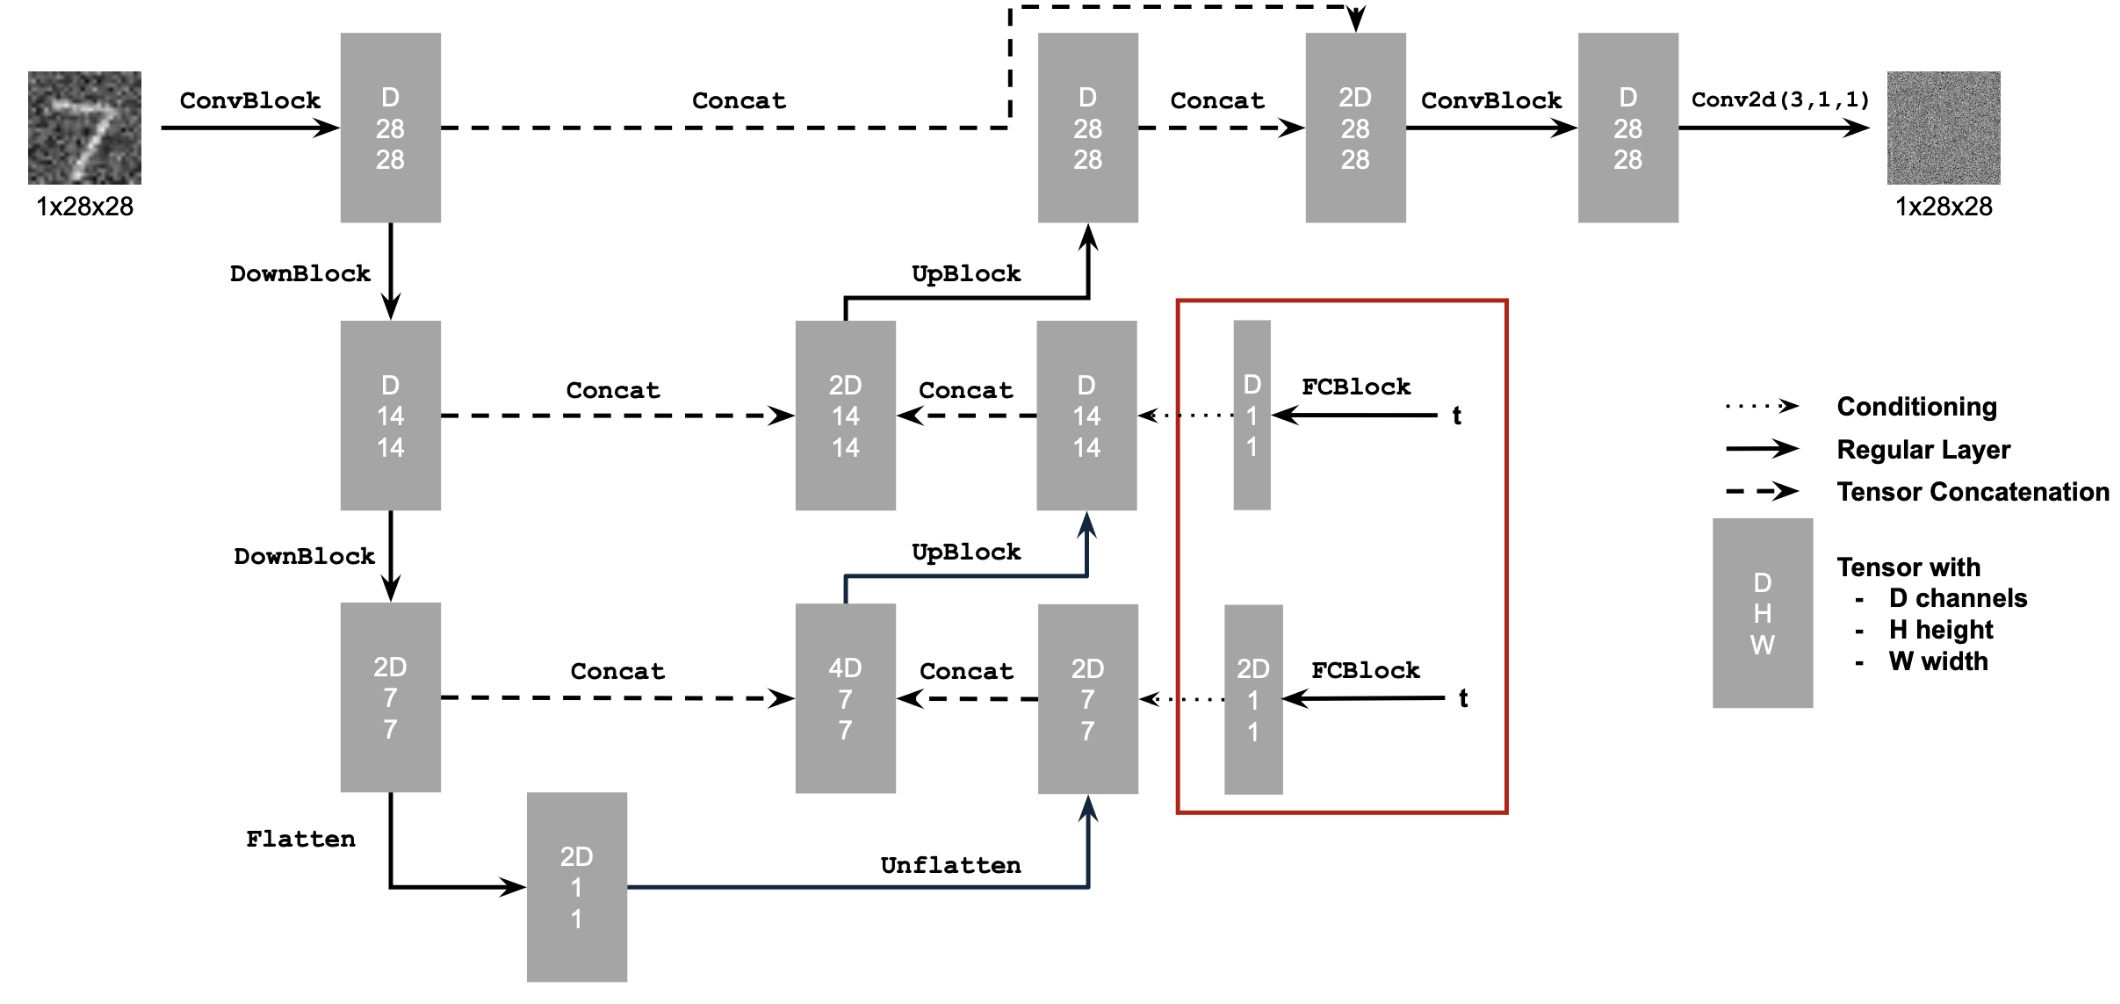 1x28x28
ConvBlock
D
28
28
Concat
D
28
28
Concat
2D
28
28
ConvBlock
D
28
28
Conv2d(3,1,1)
1x28x28
DownBlock
UpBlock
D
14
14
Concat
2D
14
14
Concat
D
14
14
D
1
1
FCBlock
t
DownBlock
UpBlock
2D
7
7
Concat
4D
7
7
Concat
2D
7
7
2D
1
1
FCBlock
t
Flatten
2D
1
1
Unflatten
Conditioning
Regular Layer
Tensor Concatenation
D
H
W
Tensor with
- D channels
- H height
- W width